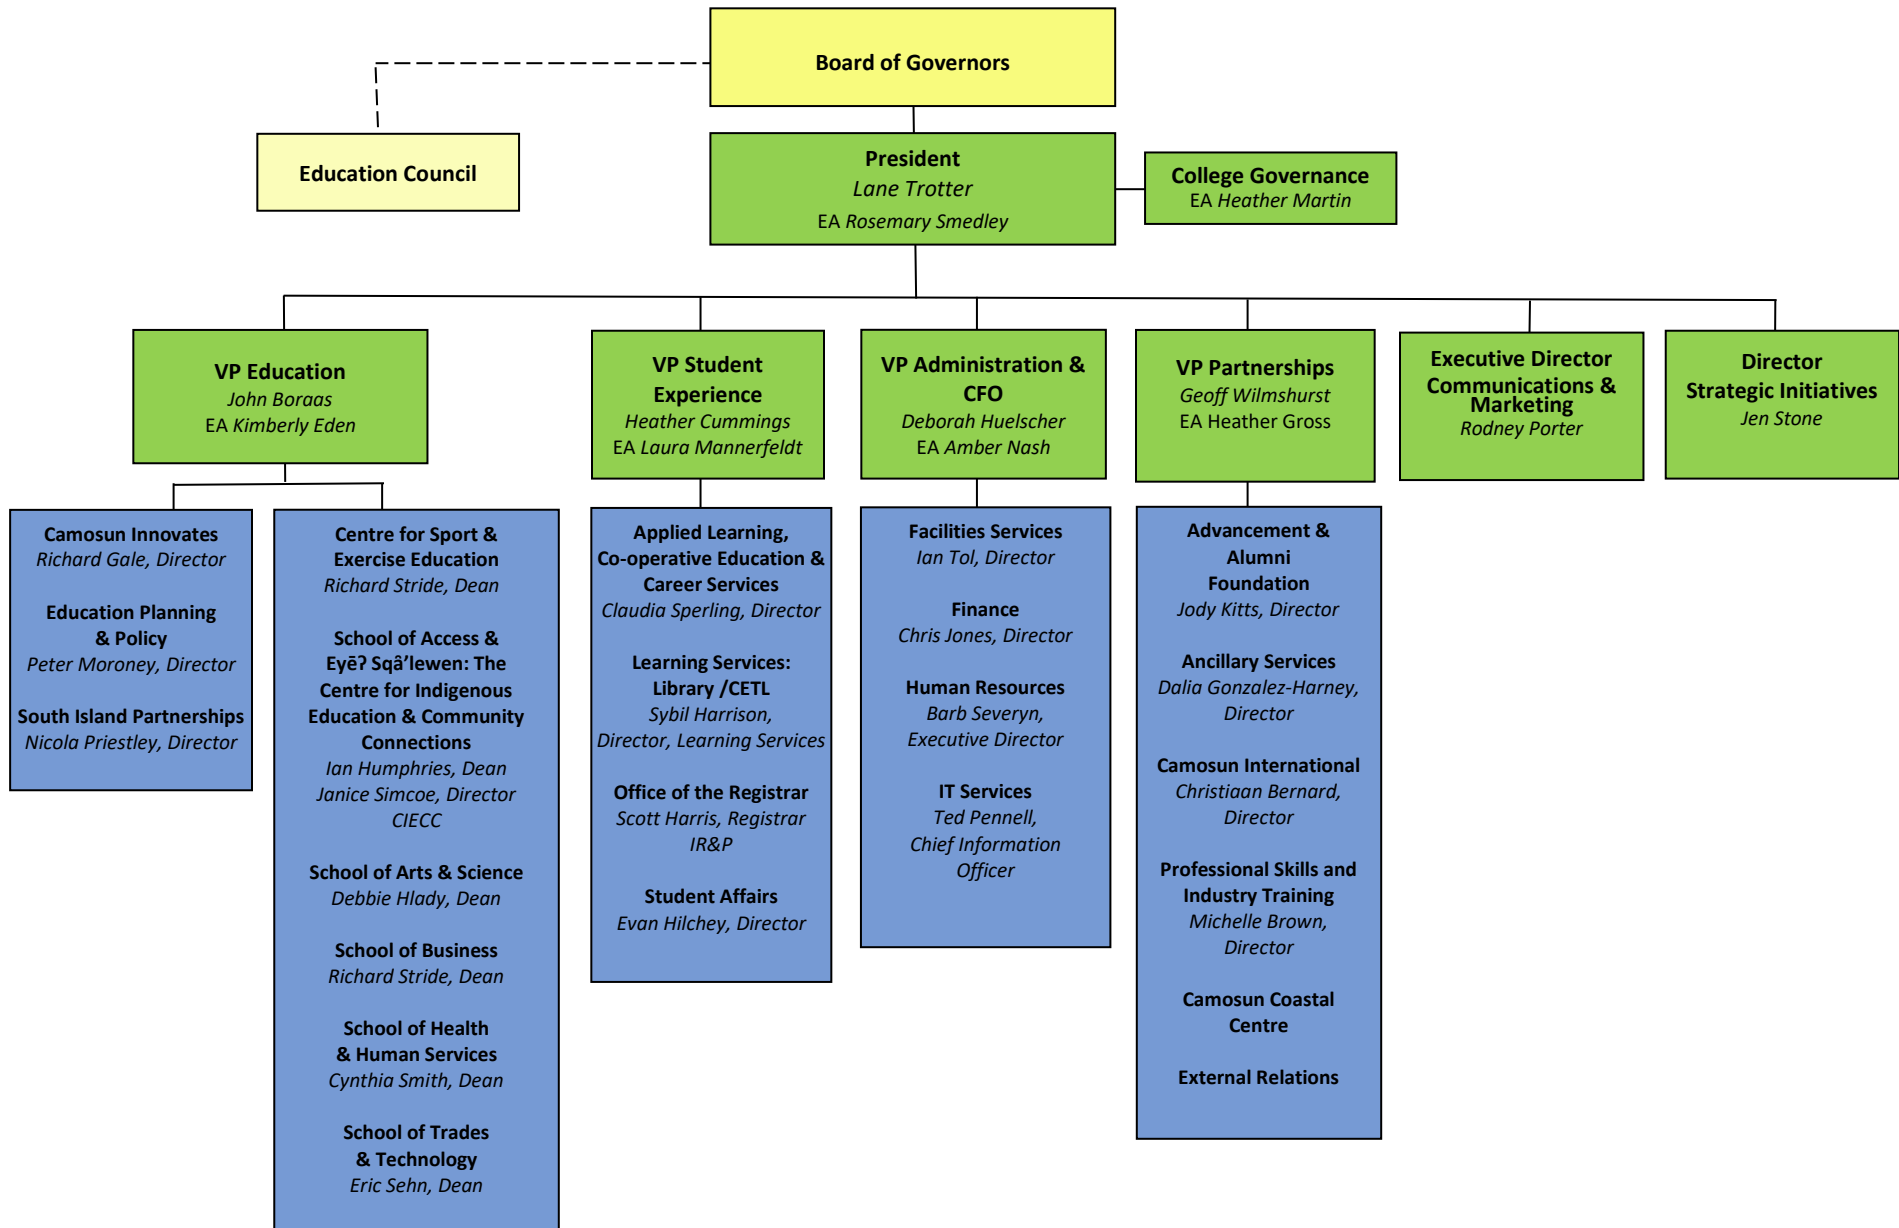 Board of Governors
Education Council
President
Lane Trotter
EA Rosemary Smedley
College Governance
EA Heather Martin
VP Education
John Boraas
EA Kimberly Eden
VP Student
Experience
Heather Cummings
EA Laura Mannerfeldt
VP Administration &
CFO
Deborah Huelscher
EA Amber Nash
VP Partnerships
Geoff Wilmshurst
EA Heather Gross
Executive Director
Communications &
Marketing
Rodney Porter
Director
Strategic Initiatives
Jen Stone
Camosun Innovates
Richard Gale, Director
Education Planning
& Policy
Peter Moroney, Director
South Island Partnerships
Nicola Priestley, Director
Centre for Sport &
Exercise Education
Richard Stride, Dean
School of Access &
Eyēʔ Sqȃ’lewen: The
Centre for Indigenous
Education & Community
Connections
Ian Humphries, Dean
Janice Simcoe, Director
CIECC
School of Arts & Science
Debbie Hlady, Dean
School of Business
Richard Stride, Dean
School of Health
& Human Services
Cynthia Smith, Dean
School of Trades
& Technology
Eric Sehn, Dean
Applied Learning,
Co-operative Education &
Career Services
Claudia Sperling, Director
Learning Services:
Library /CETL
Sybil Harrison,
Director, Learning Services
Office of the Registrar
Scott Harris, Registrar
IR&P
Student Affairs
Evan Hilchey, Director
Facilities Services
Ian Tol, Director
Finance
Chris Jones, Director
Human Resources
Barb Severyn,
Executive Director
IT Services
Ted Pennell,
Chief Information
Officer
Advancement &
Alumni
Foundation
Jody Kitts, Director
Ancillary Services
Dalia Gonzalez-Harney,
Director
Camosun International
Christiaan Bernard,
Director
Professional Skills and
Industry Training
Michelle Brown,
Director
Camosun Coastal
Centre
External Relations